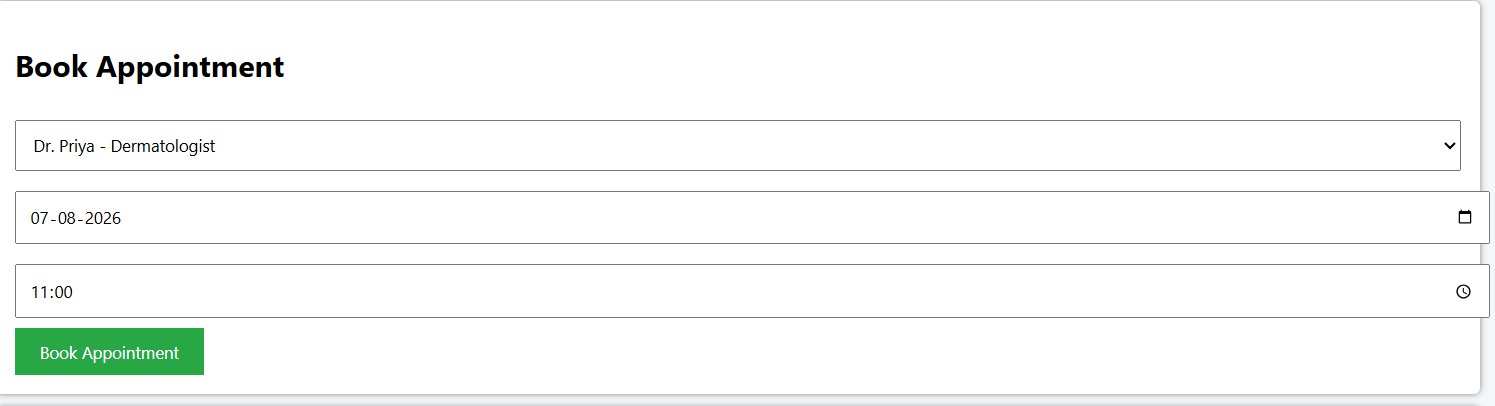 Book Appointment
Dr. Priya - Dermatologist
07-08-2026
11:00
Book Appointment